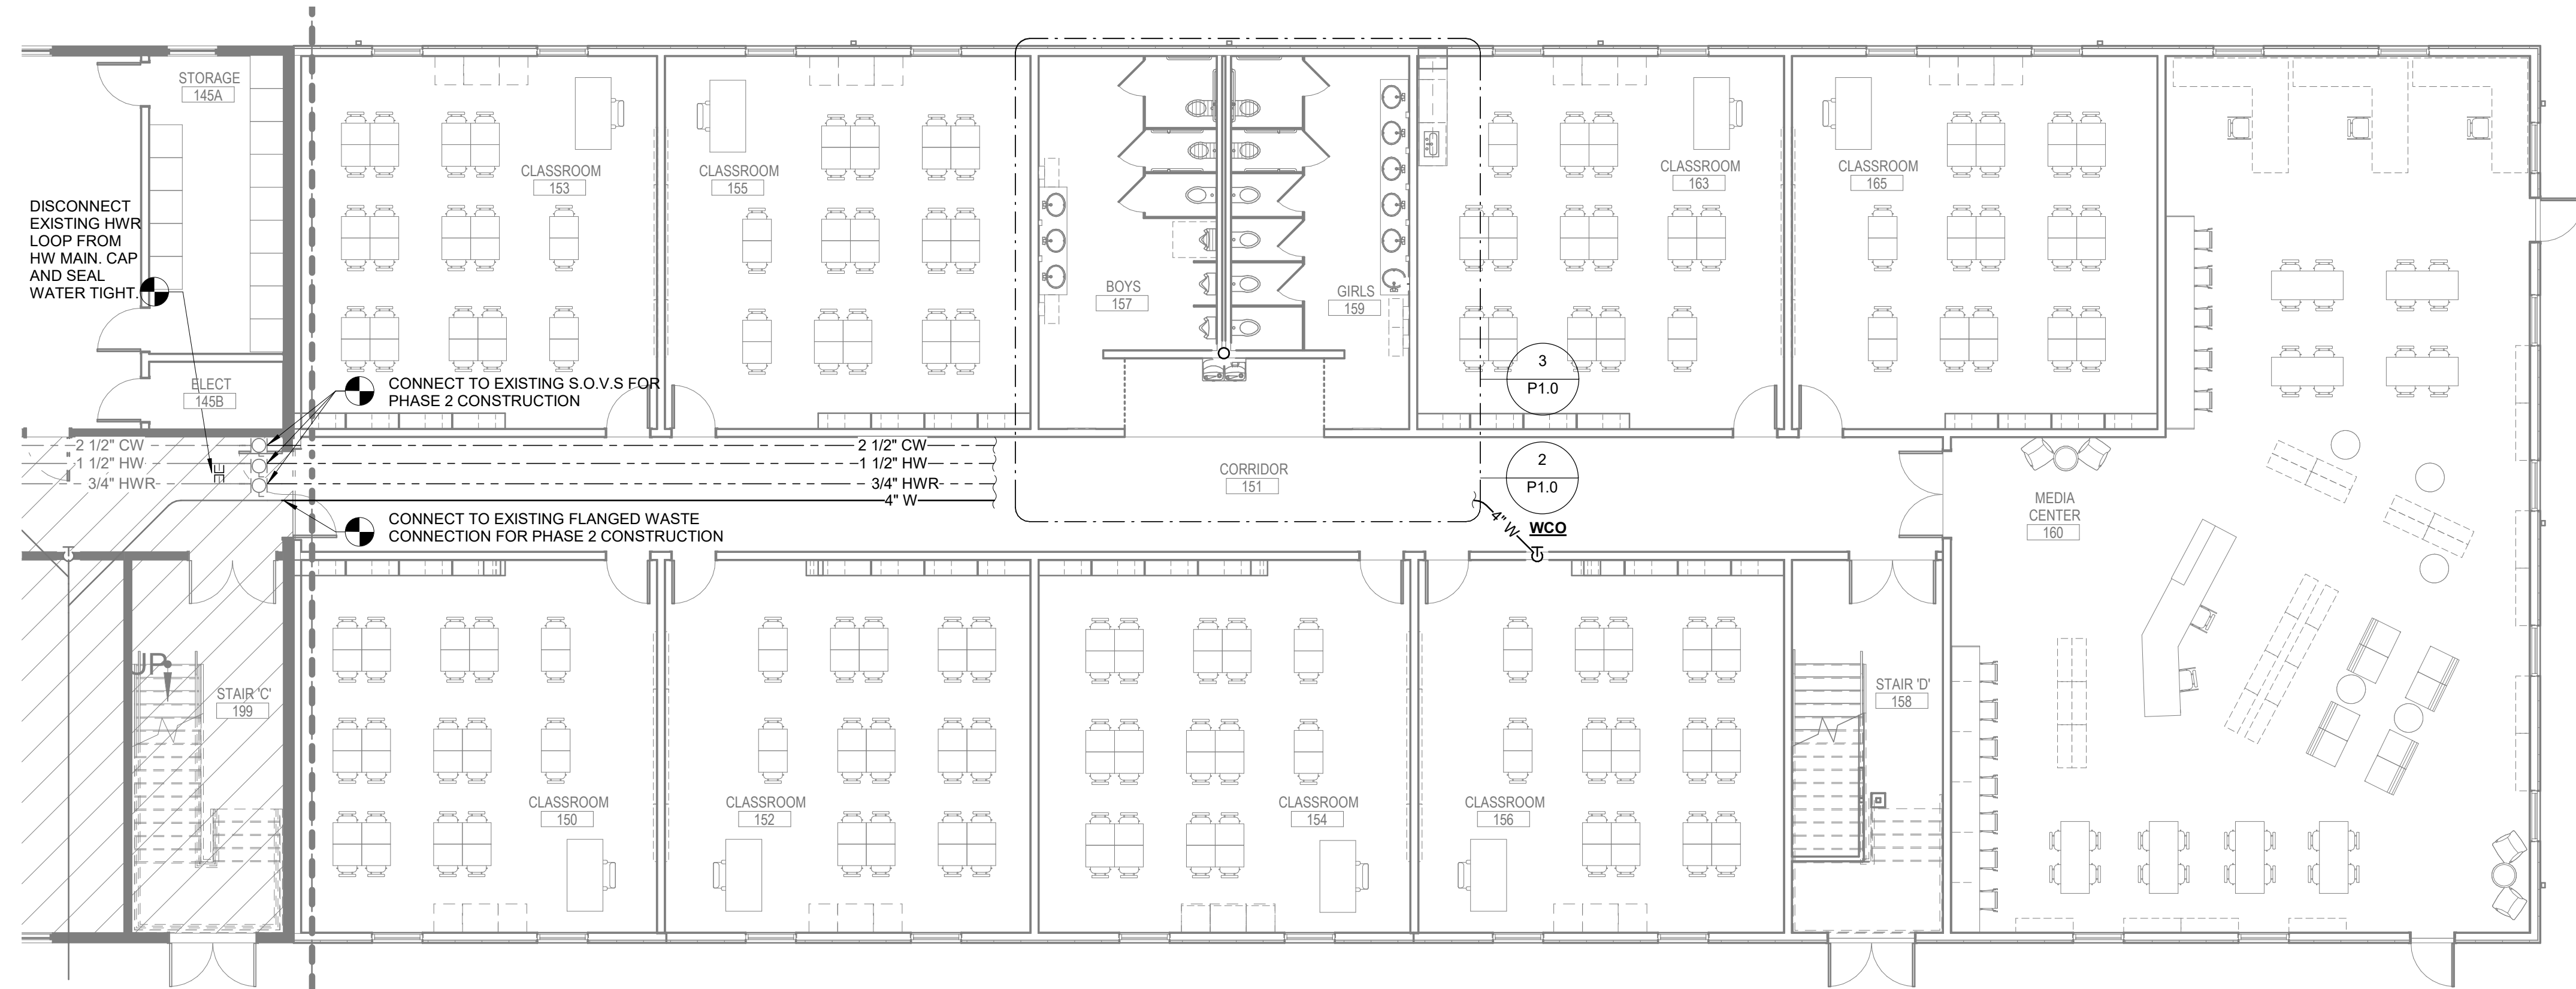 STORAGE
145A
DISCONNECT
EXISTING HWR
LOOP FROM
HW MAIN. CAP
AND SEAL
WATER TIGHT.
ELECT
145B
CLASSROOM
153
CLASSROOM
155
BOYS
157
GIRLS
159
CLASSROOM
163
CLASSROOM
165
CONNECT TO EXISTING S.O.V.S FOR
PHASE 2 CONSTRUCTION
3
P1.0
2 1/2" CW
1 1/2" HW
3/4" HWR
2 1/2" CW
1 1/2" HW
3/4" HWR
4" W
CORRIDOR
151
2
P1.0
4" W
WCO
CONNECT TO EXISTING FLANGED WASTE
CONNECTION FOR PHASE 2 CONSTRUCTION
MEDIA
CENTER
160
UP
STAIR 'C'
199
STAIR 'D'
158
CLASSROOM
150
CLASSROOM
152
CLASSROOM
154
CLASSROOM
156